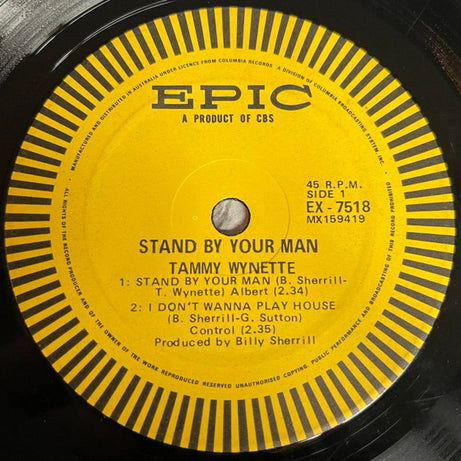 MANUFACTURED AND DISTRIBUTED IN AUSTRALIA UNDER LICENCE FROM COLUMBIA RECORDS • A DIVISION OF COLUMBIA BROADCASTING SYSTEM, INC. •
EPIC
A PRODUCT OF CBS
45 R.P.M.
SIDE 1
EX - 7518
MX159419
STAND BY YOUR MAN
TAMMY WYNETTE
1: STAND BY YOUR MAN (B. Sherrill-
T. Wynette) Albert (2.34)
2: I DON'T WANNA PLAY HOUSE
(B. Sherrill-G. Sutton)
Control (2.35)
Produced by Billy Sherrill
• ALL RIGHTS OF THE RECORD PRODUCER AND OF THE OWNER OF THE WORK REPRODUCED RESERVED UNAUTHORISED COPYING, PUBLIC PERFORMANCE AND BROADCASTING OF THIS RECORD PROHIBITED